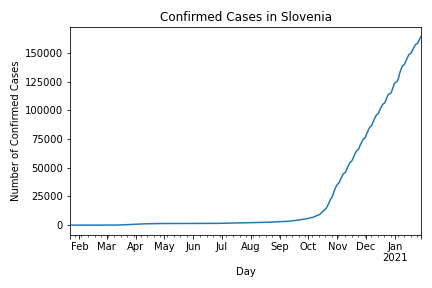 Confirmed Cases in Slovenia
Number of Confirmed Cases
150000
125000
100000
75000
50000
25000
0
Feb Mar Apr May Jun Jul Aug Sep Oct Nov Dec Jan
2021
Day